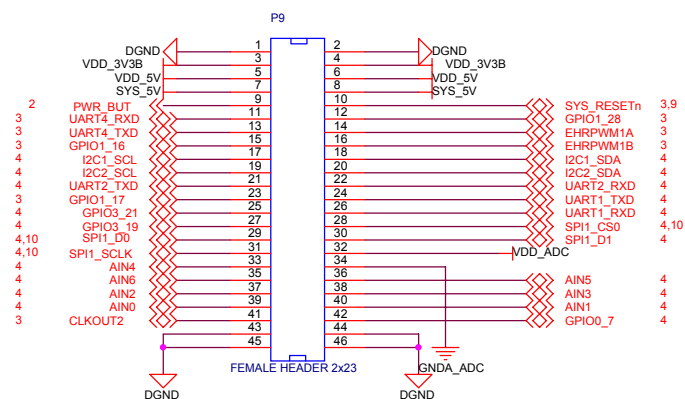 P9
DGND 1 2 DGND
VDD_3V3B 3 4 VDD_3V3B
VDD_5V 5 6 VDD_5V
SYS_5V 7 8 SYS_5V
2 PWR_BUT 9 10 SYS_RESETn 3,9
3 UART4_RXD 11 12 GPIO1_28 3
3 UART4_TXD 13 14 EHRPWM1A 3
3 GPIO1_16 15 16 EHRPWM1B 3
4 I2C1_SCL 17 18 I2C1_SDA 4
4 I2C2_SCL 19 20 I2C2_SDA 4
4 UART2_TXD 21 22 UART2_RXD 4
3 GPIO1_17 23 24 UART1_TXD 4
4 GPIO3_21 25 26 UART1_RXD 4
4 GPIO3_19 27 28 SPI1_CS0 4,10
4,10 SPI1_D0 29 30 SPI1_D1 4
4,10 SPI1_SCLK 31 32 VDD_ADC
4 AIN4 33 34
4 AIN6 35 36 AIN5 4
4 AIN2 37 38 AIN3 4
4 AIN0 39 40 AIN1 4
3 CLKOUT2 41 42 GPIO0_7 4
43 44
45 46
FEMALE HEADER 2x23 GNDA_ADC
DGND DGND